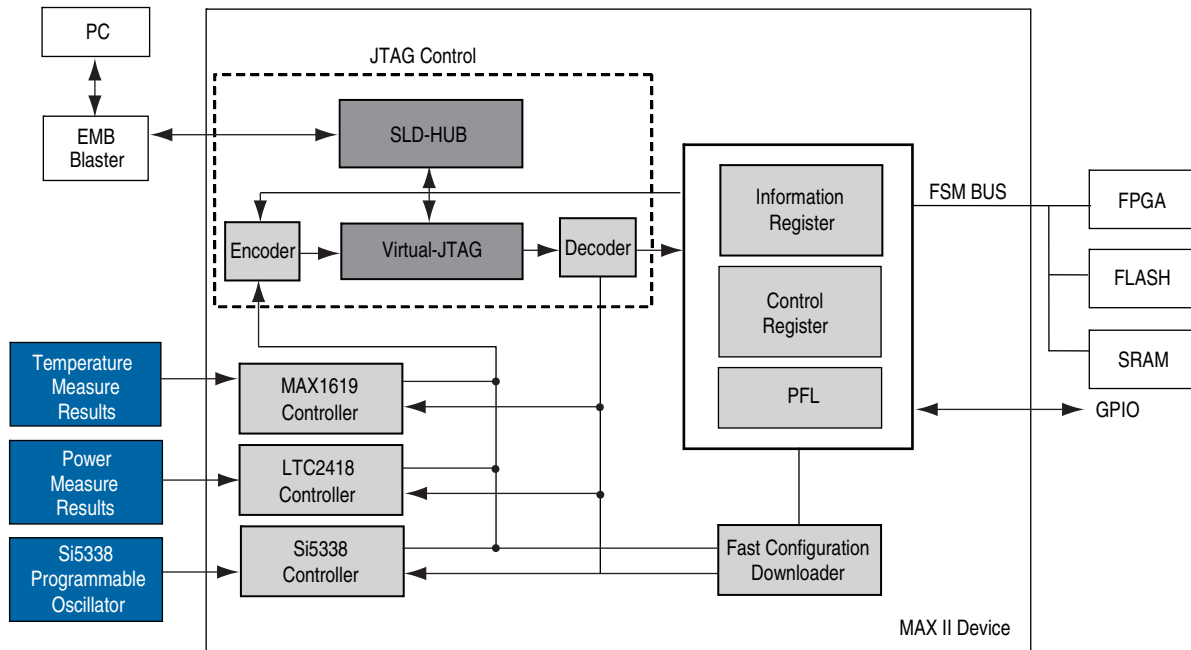 PC
JTAG Control
EMB
Blaster
SLD-HUB
Encoder
Virtual-JTAG
Decoder
Information
Register
Control
Register
PFL
FSM BUS
FPGA
FLASH
SRAM
GPIO
Temperature
Measure
Results
MAX1619
Controller
Power
Measure
Results
LTC2418
Controller
Si5338
Programmable
Oscillator
Si5338
Controller
Fast Configuration
Downloader
MAX II Device